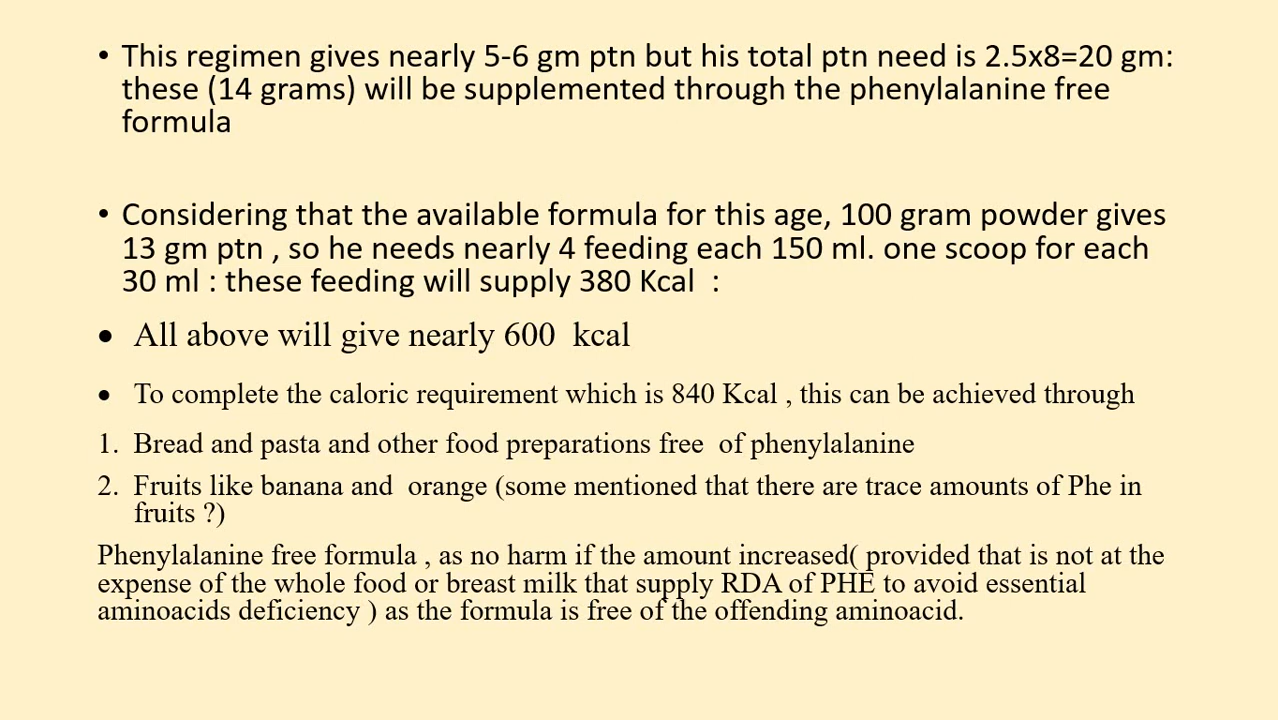 • This regimen gives nearly 5-6 gm ptn but his total ptn need is 2.5x8=20 gm:
these (14 grams) will be supplemented through the phenylalanine free
formula
• Considering that the available formula for this age, 100 gram powder gives
13 gm ptn , so he needs nearly 4 feeding each 150 ml. one scoop for each
30 ml : these feeding will supply 380 Kcal  :
• All above will give nearly 600  kcal
• To complete the caloric requirement which is 840 Kcal , this can be achieved through
1. Bread and pasta and other food preparations free  of phenylalanine
2. Fruits like banana and  orange (some mentioned that there are trace amounts of Phe in
fruits ?)
Phenylalanine free formula , as no harm if the amount increased( provided that is not at the
expense of the whole food or breast milk that supply RDA of PHE to avoid essential
aminoacids deficiency ) as the formula is free of the offending aminoacid.